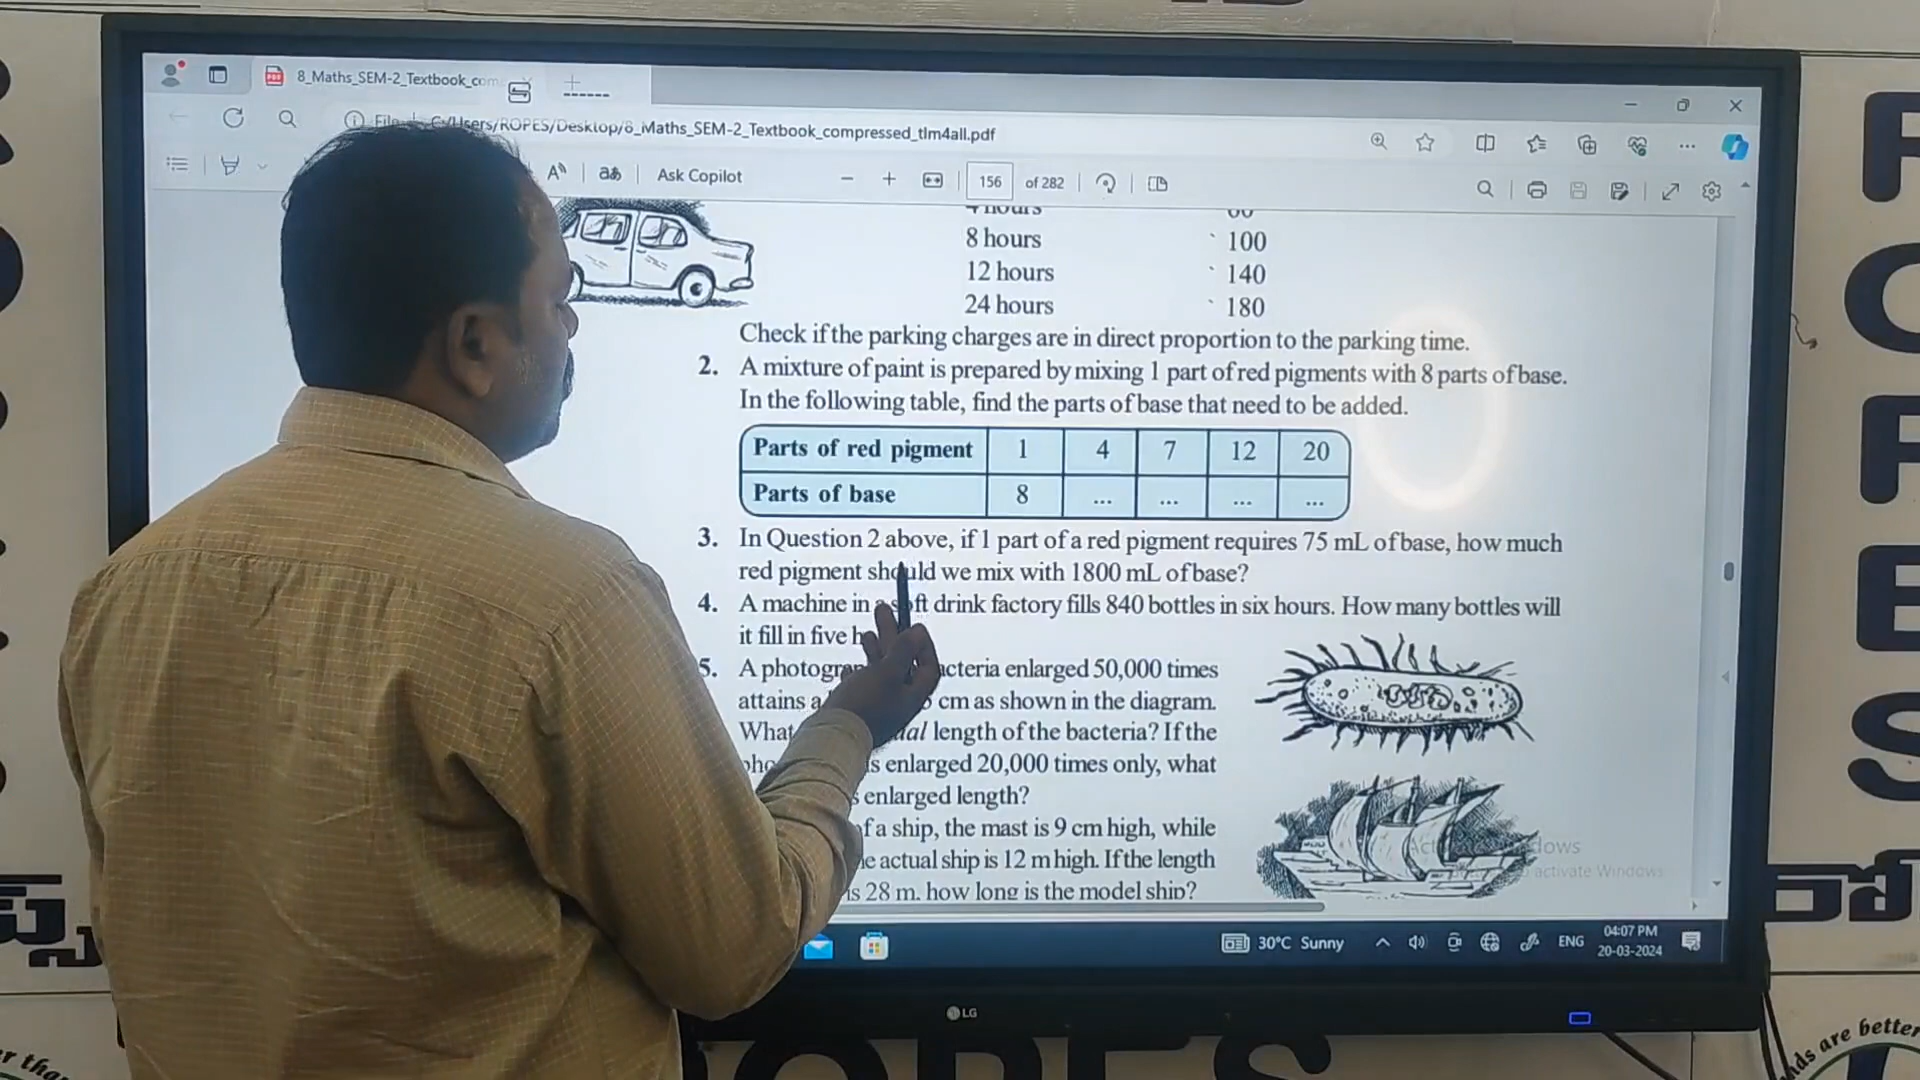 8_Maths_SEM-2_Textbook_com
C:/Users/ROPES/Desktop/8_Maths_SEM-2_Textbook_compressed_tlm4all.pdf
Ask Copilot
156 of 282
8 hours ` 100
12 hours ` 140
24 hours ` 180
Check if the parking charges are in direct proportion to the parking time.
2. A mixture of paint is prepared by mixing 1 part of red pigments with 8 parts of base.
In the following table, find the parts of base that need to be added.
Parts of red pigment 1 4 7 12 20
Parts of base 8 ... ... ... ...
3. In Question 2 above, if 1 part of a red pigment requires 75 mL of base, how much
red pigment should we mix with 1800 mL of base?
4. A machine in a soft drink factory fills 840 bottles in six hours. How many bottles will
it fill in five
5. A bacteria enlarged 50,000 times
attains a cm as shown in the diagram.
What length of the bacteria? If the
enlarged 20,000 times only, what
enlarged length?
of a ship, the mast is 9 cm high, while
actual ship is 12 m high. If the length
is 28 m, how long is the model ship?
30°C Sunny
ENG
04:07 PM
20-03-2024
LG
are better